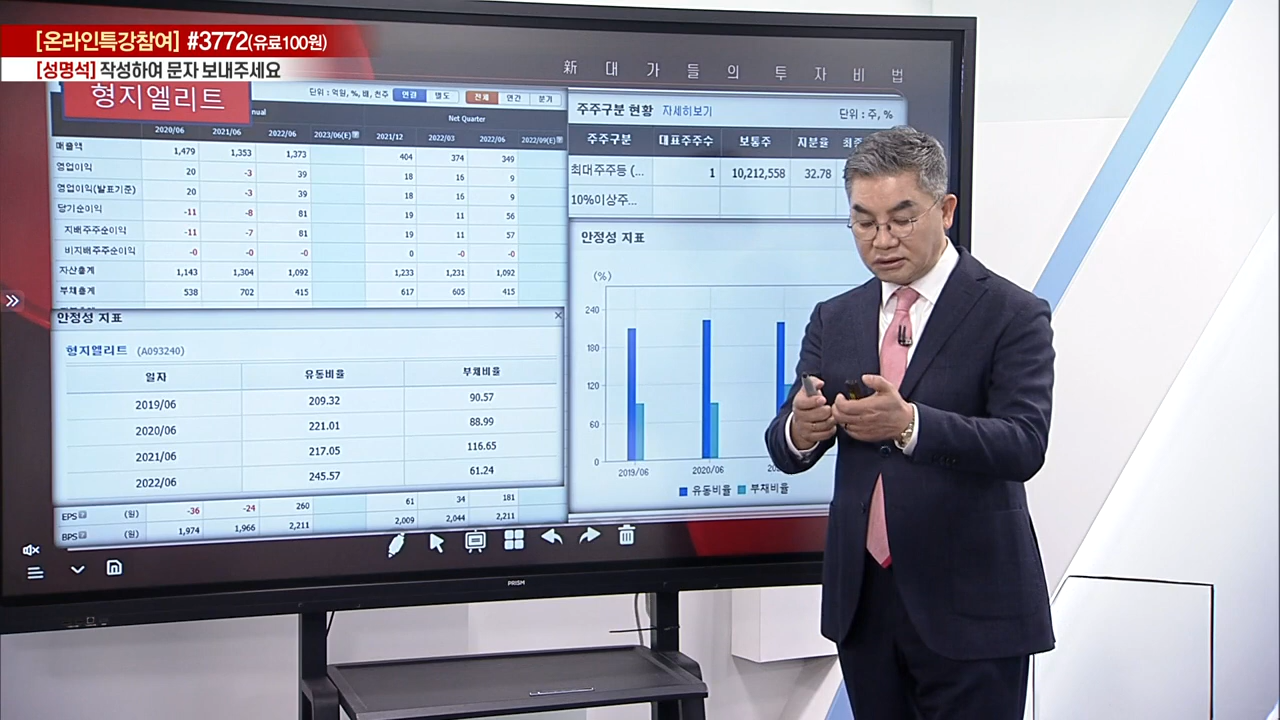 [온라인특강참여] #3772(유료100원)
[성명석] 작성하여 문자 보내주세요
新 대가들의 투자비법
형지엘리트
단위 : 억원, %, 배, 천주 연결 별도 전체 연간 분기
nual Net Quarter
2020/06 2021/06 2022/06 2023/06(E) 2021/12 2022/03 2022/06 2022/09(E)
매출액 1,479 1,353 1,373 404 374 349
영업이익 20 -3 39 18 16 9
영업이익(발표기준) 20 -3 39 18 16 9
당기순이익 -11 -8 81 19 11 56
지배주주순이익 -11 -7 81 19 11 57
비지배주주순이익 -0 -0 -0 0 -0 -0
자산총계 1,143 1,304 1,092 1,233 1,231 1,092
부채총계 538 702 415 617 605 415
안정성 지표
형지엘리트 (A093240)
일자 유동비율 부채비율
2019/06 209.32 90.57
2020/06 221.01 88.99
2021/06 217.05 116.65
2022/06 245.57 61.24
EPS (원) -36 -24 260 61 34 181
BPS (원) 1,974 1,966 2,211 2,009 2,044 2,211
주주구분 현황 자세히보기 단위 : 주, %
주주구분 대표주주수 보통주 지분율 최종
최대주주등 (... 1 10,212,558 32.78
10%이상주...
안정성 지표
(%)
240
180
120
60
0
2019/06 2020/06 202
유동비율 부채비율
PRISM